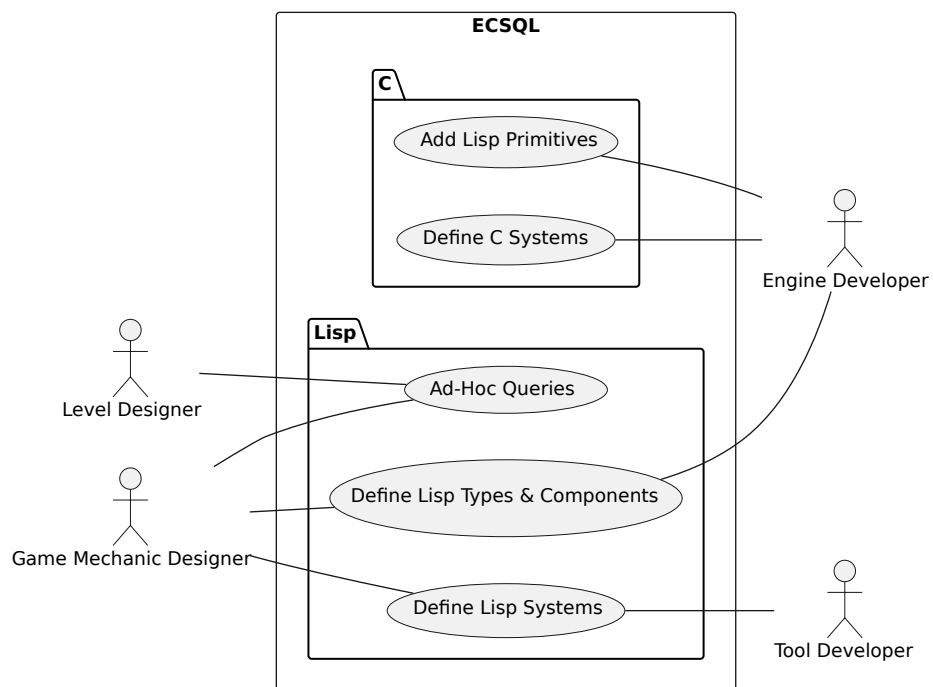 ECSQL
C
Add Lisp Primitives
Define C Systems
Engine Developer
Lisp
Ad-Hoc Queries
Level Designer
Define Lisp Types & Components
Game Mechanic Designer
Define Lisp Systems
Tool Developer